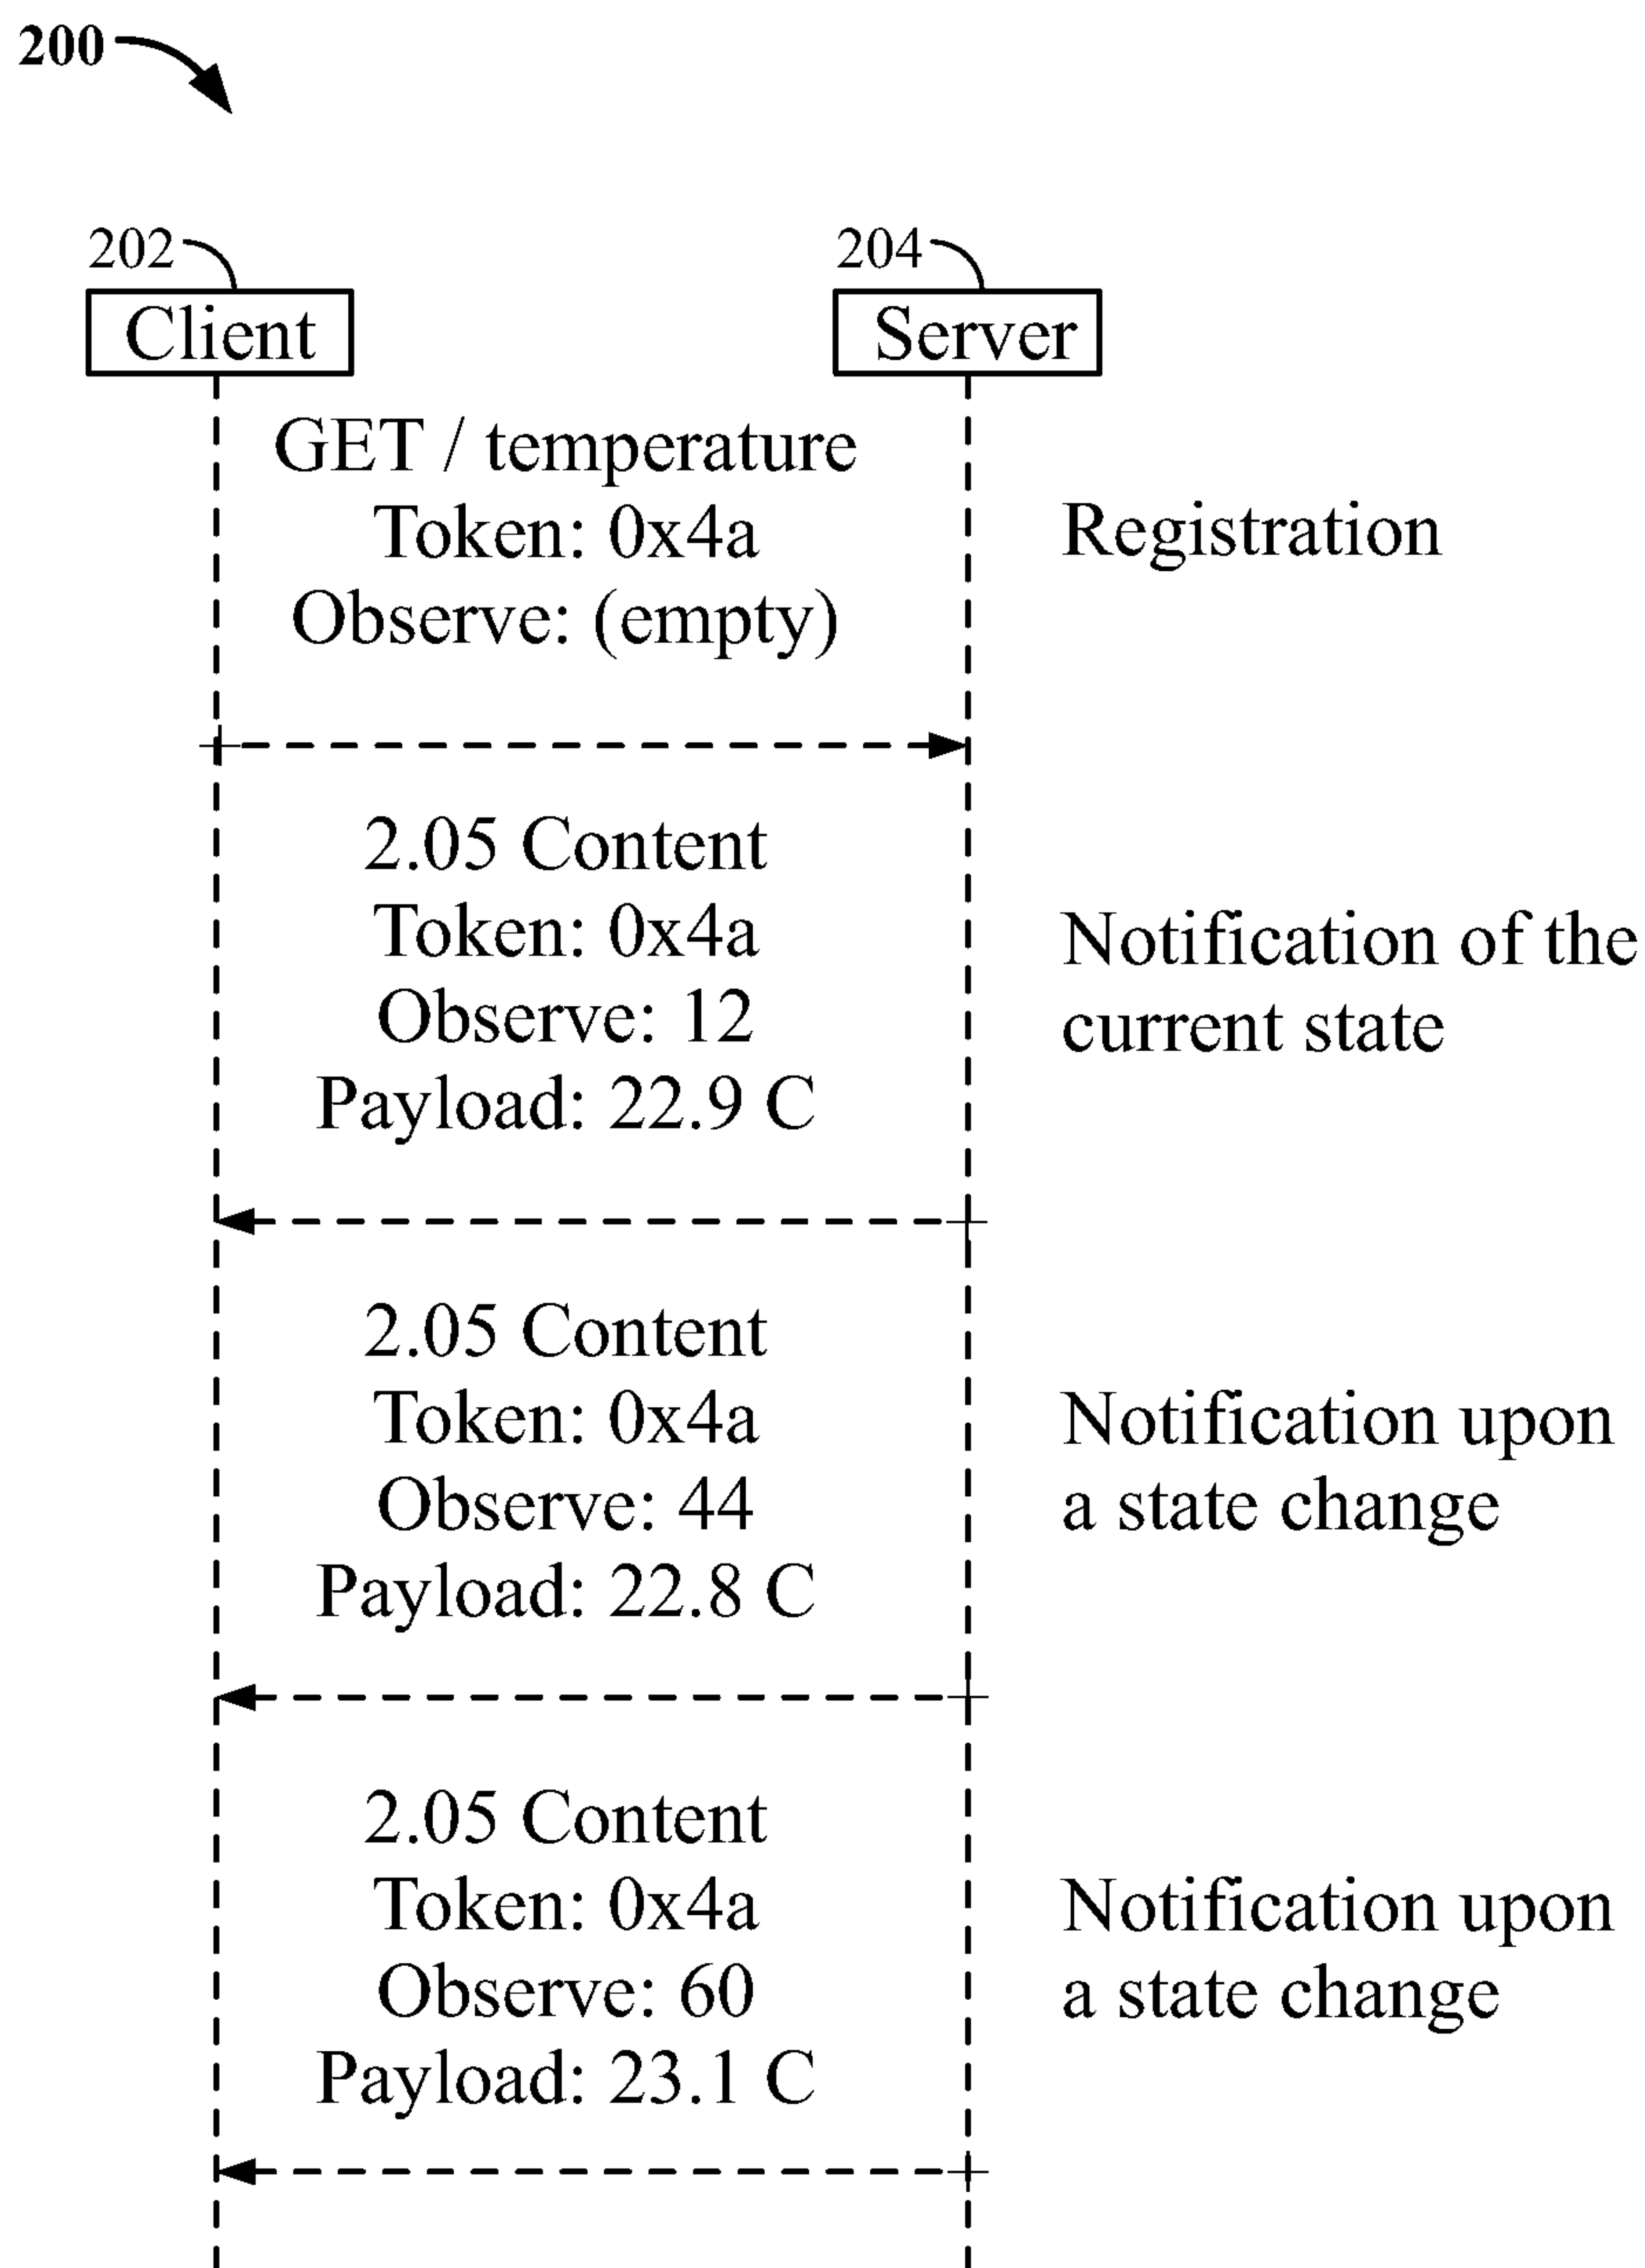 200
202
204
Client
Server
GET / temperature
Token: 0x4a
Observe: (empty)
Registration
2.05 Content
Token: 0x4a
Observe: 12
Payload: 22.9 C
Notification of the
current state
2.05 Content
Token: 0x4a
Observe: 44
Payload: 22.8 C
Notification upon
a state change
2.05 Content
Token: 0x4a
Observe: 60
Payload: 23.1 C
Notification upon
a state change